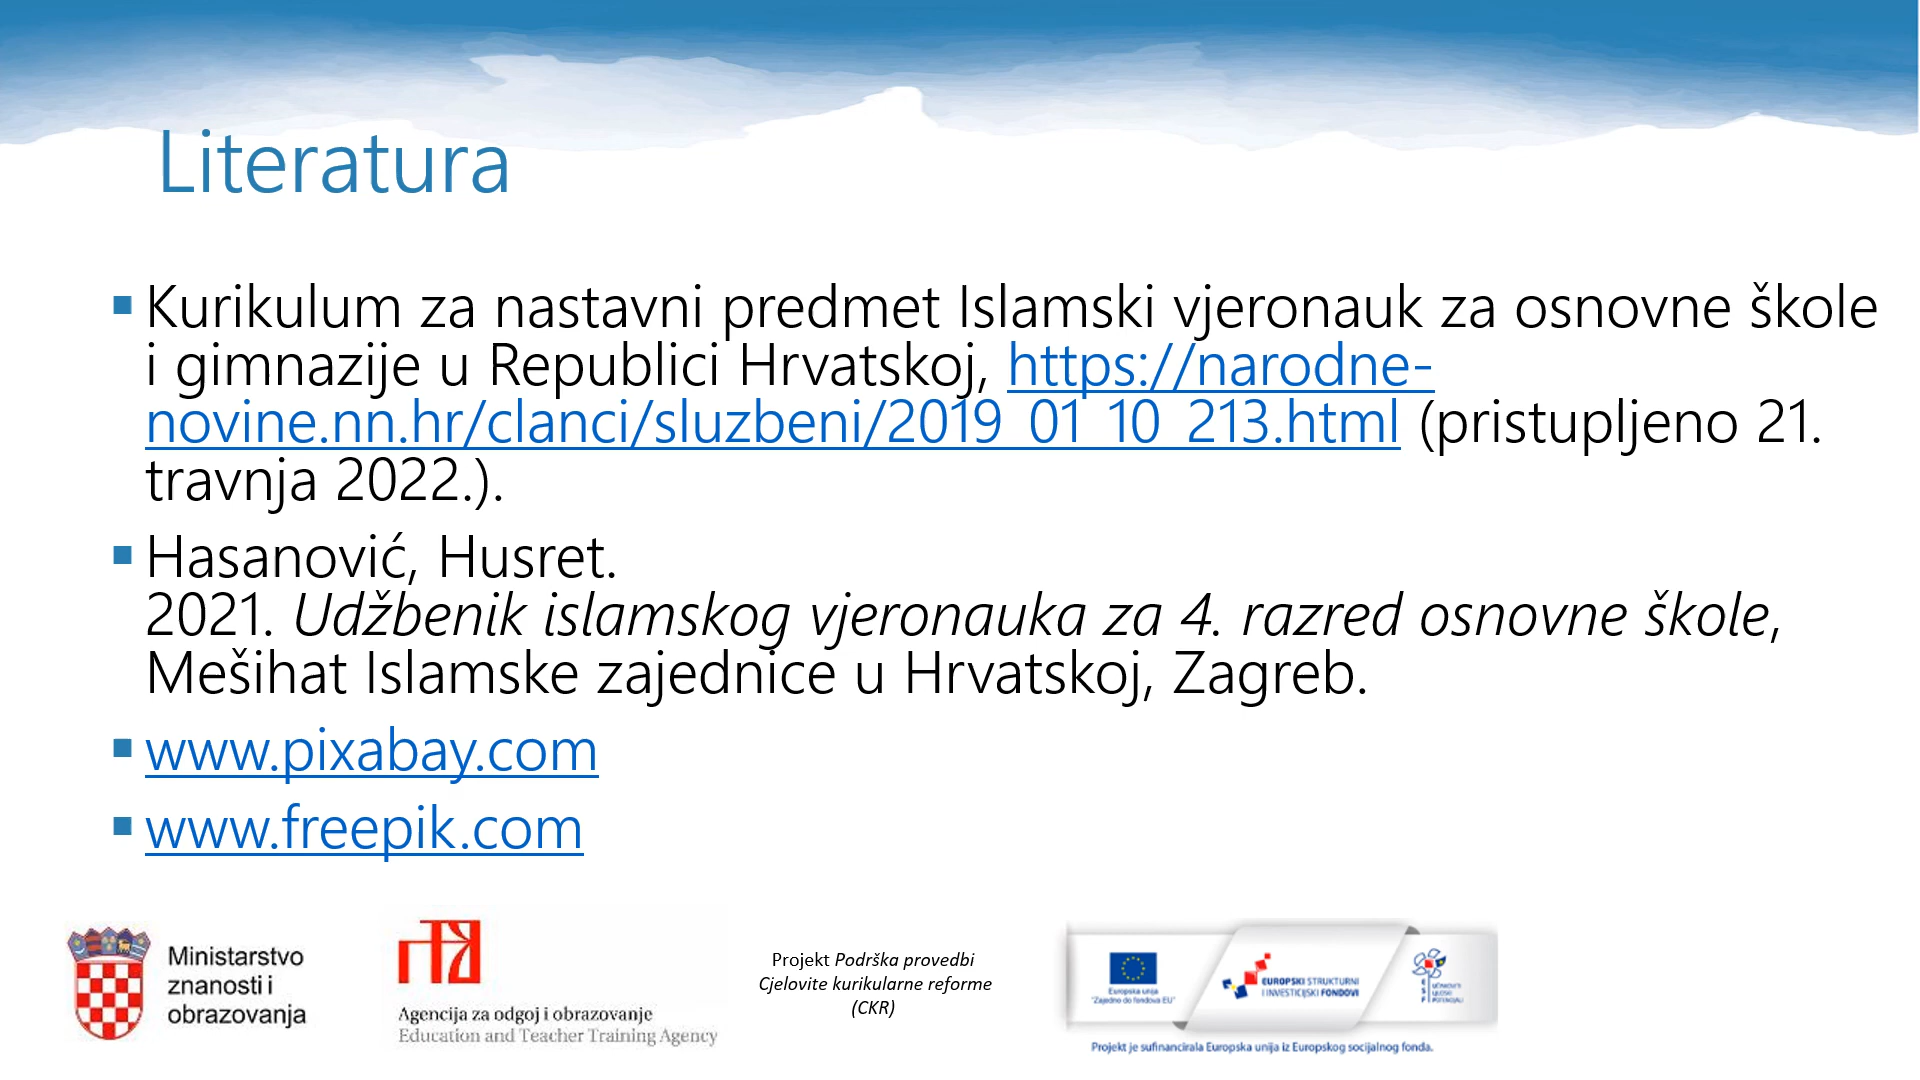 Literatura
Kurikulum za nastavni predmet Islamski vjeronauk za osnovne škole
i gimnazije u Republici Hrvatskoj, https://narodne-
novine.nn.hr/clanci/sluzbeni/2019_01_10_213.html (pristupljeno 21.
travnja 2022.).
Hasanović, Husret.
2021. Udžbenik islamskog vjeronauka za 4. razred osnovne škole,
Mešihat Islamske zajednice u Hrvatskoj, Zagreb.
www.pixabay.com
www.freepik.com
Ministarstvo
znanosti i
obrazovanja
Agencija za odgoj i obrazovanje
Education and Teacher Training Agency
Projekt Podrška provedbi
Cjelovite kurikularne reforme
(CKR)
Europska unija
"Zajedno do fondova EU"
EUROPSKI STRUKTURNI
I INVESTICIJSKI FONDOVI
ESF
Projekt je sufinancirala Europska unija iz Europskog socijalnog fonda.